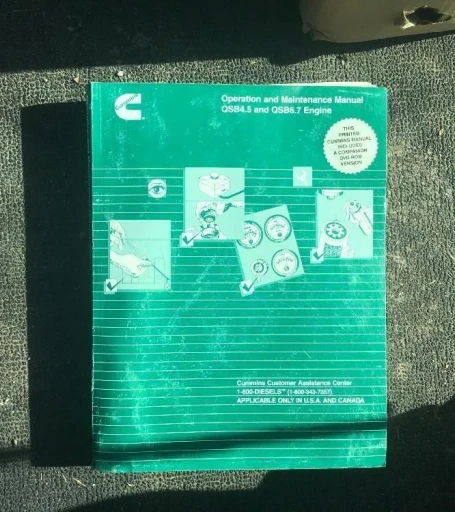 Operation and Maintenance Manual
QSB4.5 and QSB6.7 Engine
THIS
PRINTED
CUMMINS MANUAL
INCLUDES
A COMPANION
DVD-ROM
VERSION
Cummins Customer Assistance Center
1-800-DIESELS™ (1-800-343-7357)
APPLICABLE ONLY IN U.S.A. AND CANADA